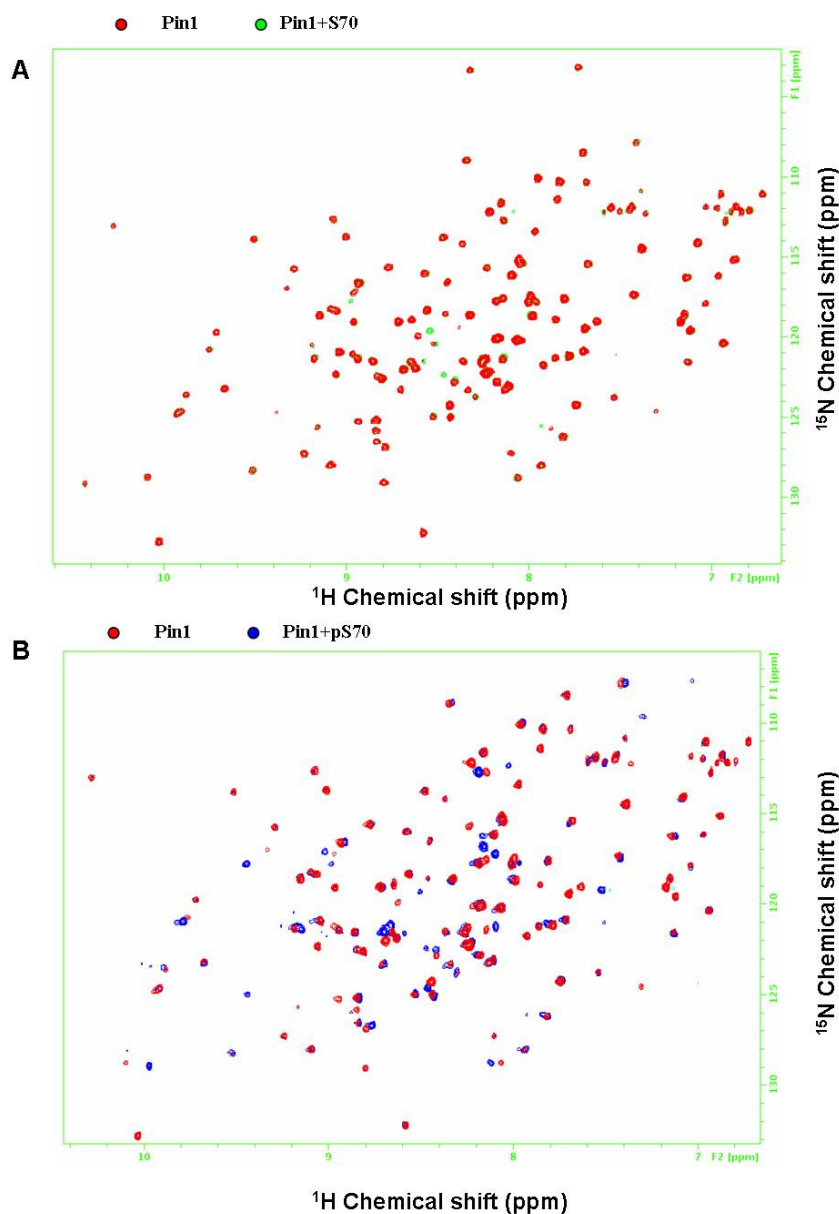 Pin1 Pin1+S70
A
F1 [ppm]
110
115
120
125
130
15N Chemical shift (ppm)
10 9 8 7 F2 [ppm]
1H Chemical shift (ppm)
Pin1 Pin1+pS70
B
F1 [ppm]
110
115
120
125
130
15N Chemical shift (ppm)
10 9 8 7 F2 [ppm]
1H Chemical shift (ppm)